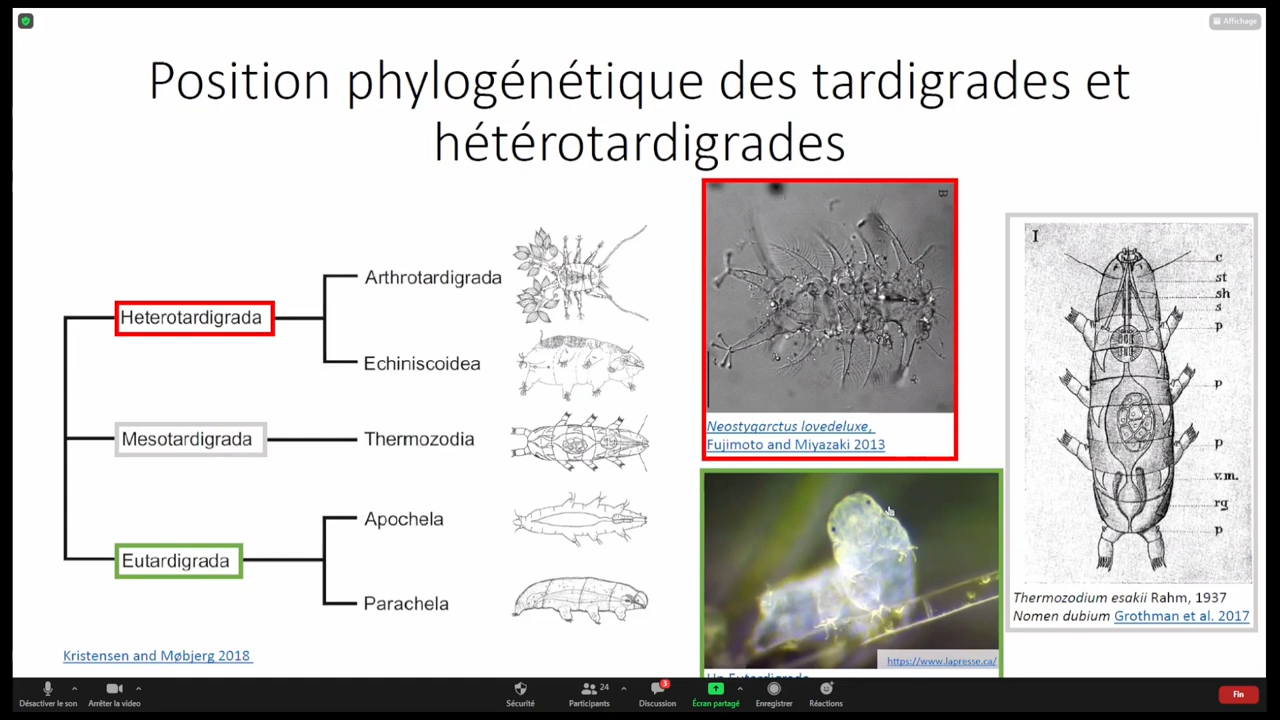 Affichage
Position phylogénétique des tardigrades et
hétérotardigrades
Heterotardigrada
Arthrotardigrada
Echiniscoidea
Mesotardigrada
Thermozodia
Eutardigrada
Apochela
Parachela
Kristensen and Møbjerg 2018
B
Neostygarctus lovedeluxe,
Fujimoto and Miyazaki 2013
https://www.lapresse.ca/
Un Eutardigrade
I
c
st
sh
s
p
p
p
v.m.
rg
p
Thermozodium esakii Rahm, 1937
Nomen dubium Grothman et al. 2017
Désactiver le son
Arrêter la video
Sécurité
24
Participants
3
Discussion
Écran partagé
Enregistrer
Réactions
Fin